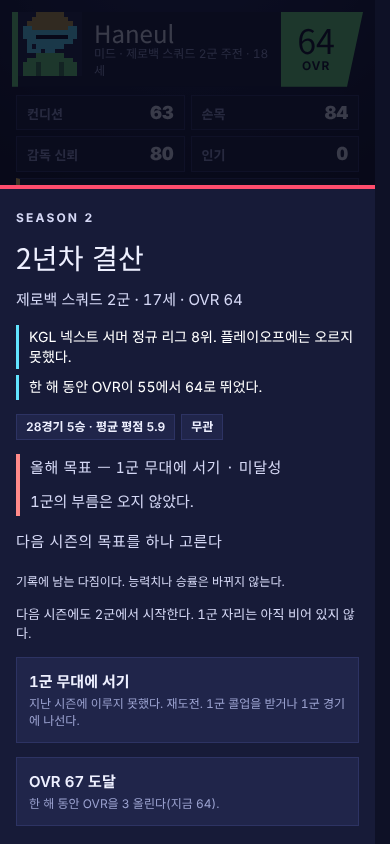 Haneul
미드 · 제로백 스쿼드 2군 주전 · 18
세
64
OVR
컨디션 63
손목 84
감독 신뢰 80
인기 0
SEASON 2
2년차 결산
제로백 스쿼드 2군 · 17세 · OVR 64
KGL 넥스트 서머 정규 리그 8위. 플레이오프에는 오르지
못했다.
한 해 동안 OVR이 55에서 64로 뛰었다.
28경기 5승 · 평균 평점 5.9
무관
올해 목표 — 1군 무대에 서기 · 미달성
1군의 부름은 오지 않았다.
다음 시즌의 목표를 하나 고른다
기록에 남는 다짐이다. 능력치나 승률은 바뀌지 않는다.
다음 시즌에도 2군에서 시작한다. 1군 자리는 아직 비어 있지 않
다.
1군 무대에 서기
지난 시즌에 이루지 못했다. 재도전. 1군 콜업을 받거나 1군 경기
에 나선다.
OVR 67 도달
한 해 동안 OVR을 3 올린다(지금 64).